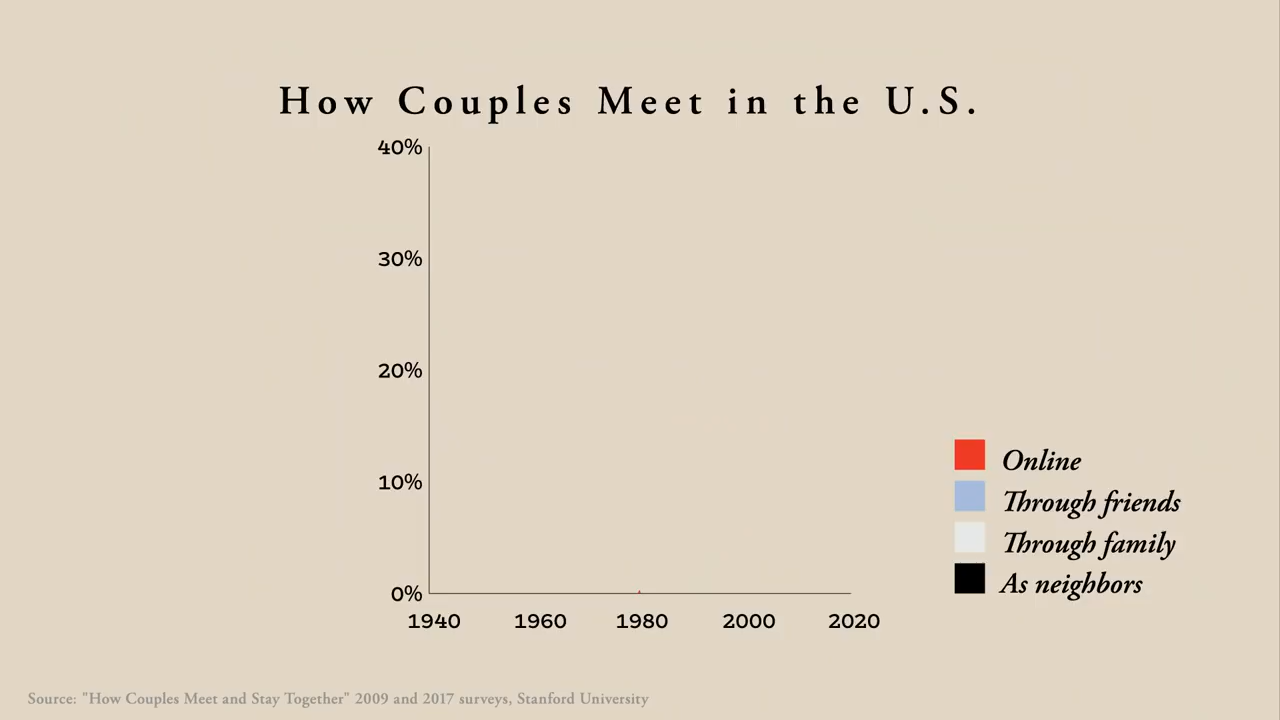 How Couples Meet in the U.S.
40%
30%
20%
10%
0%
1940 1960 1980 2000 2020
Online
Through friends
Through family
As neighbors
Source: "How Couples Meet and Stay Together" 2009 and 2017 surveys, Stanford University